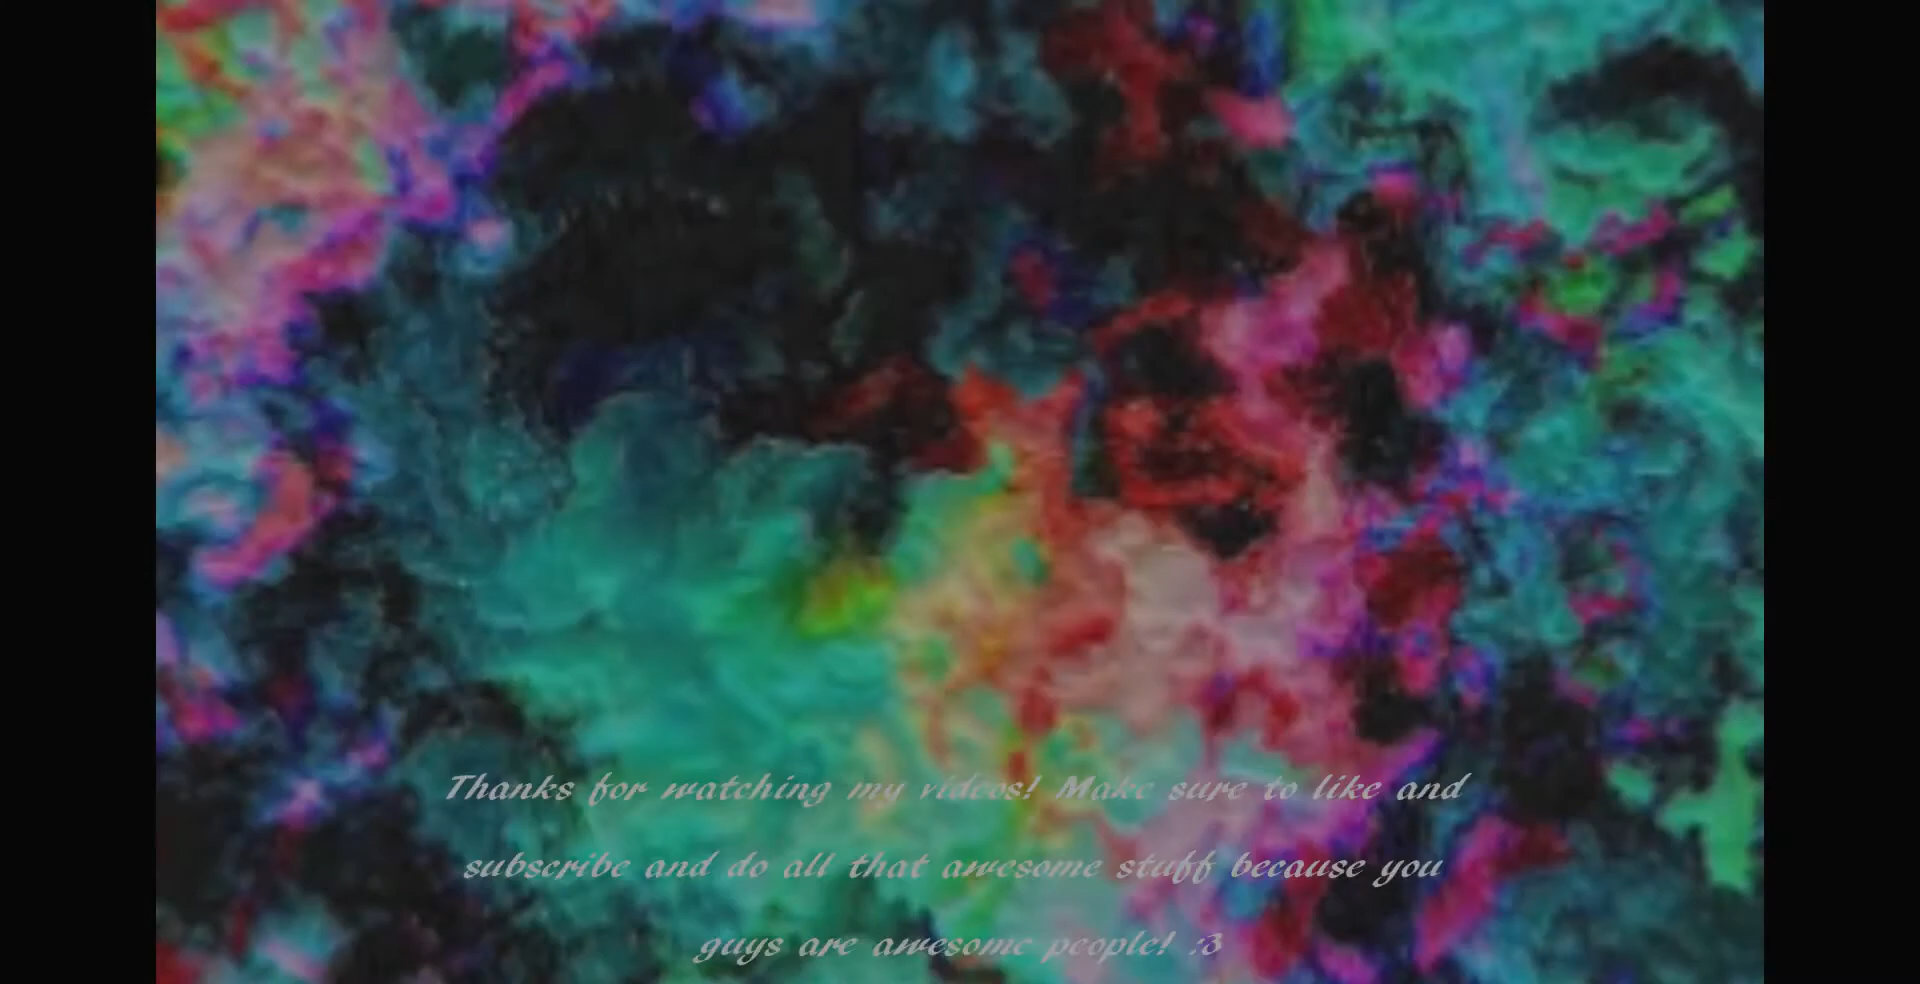 Thanks for watching my videos! Make sure to like and
subscribe and do all that awesome stuff because you
guys are awesome people! :3